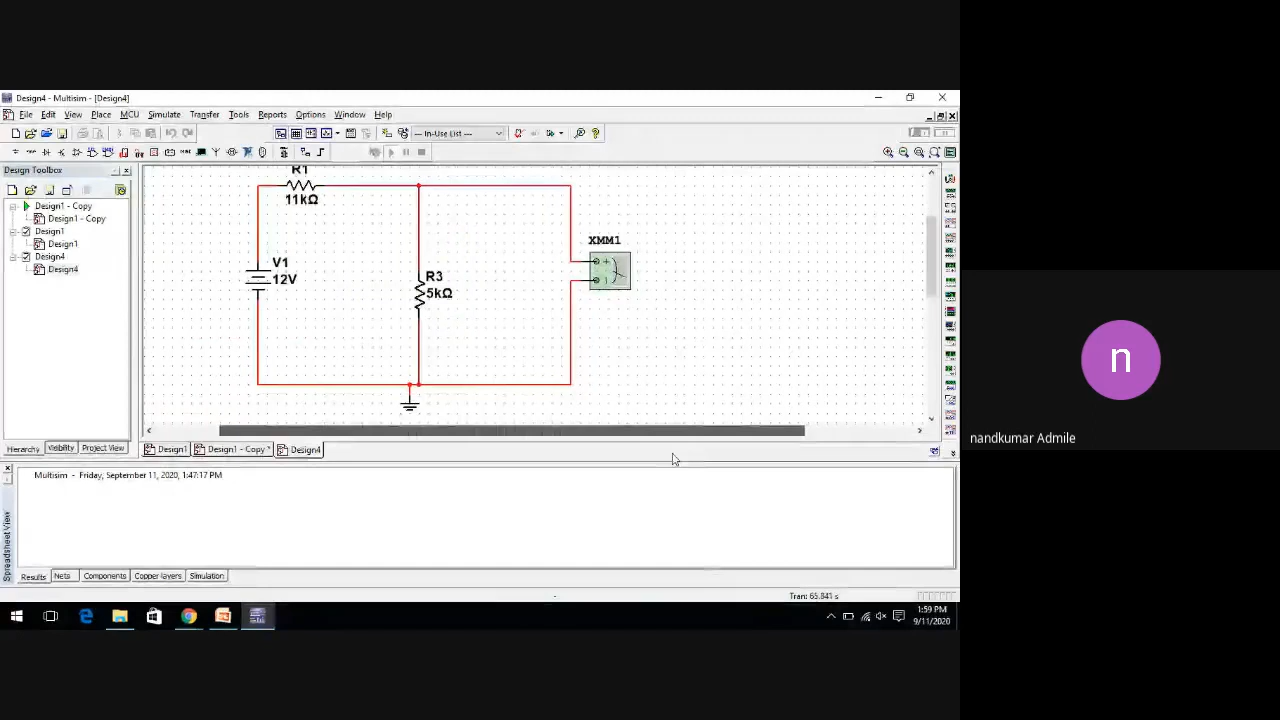 Design4 - Multisim - [Design4]
File Edit View Place MCU Simulate Transfer Tools Reports Options Window Help
--- In-Use List ---
Design Toolbox
Design1 - Copy
Design1 - Copy
Design1
Design1
Design4
Design4
Hierarchy Visibility Project View
R1
11kΩ
V1
12V
R3
5kΩ
XMM1
Design1 Design1 - Copy * Design4
Multisim - Friday, September 11, 2020, 1:47:17 PM
Spreadsheet View
Results Nets Components Copper layers Simulation
Tran: 65.841 s
1:59 PM
9/11/2020
n
nandkumar Admile